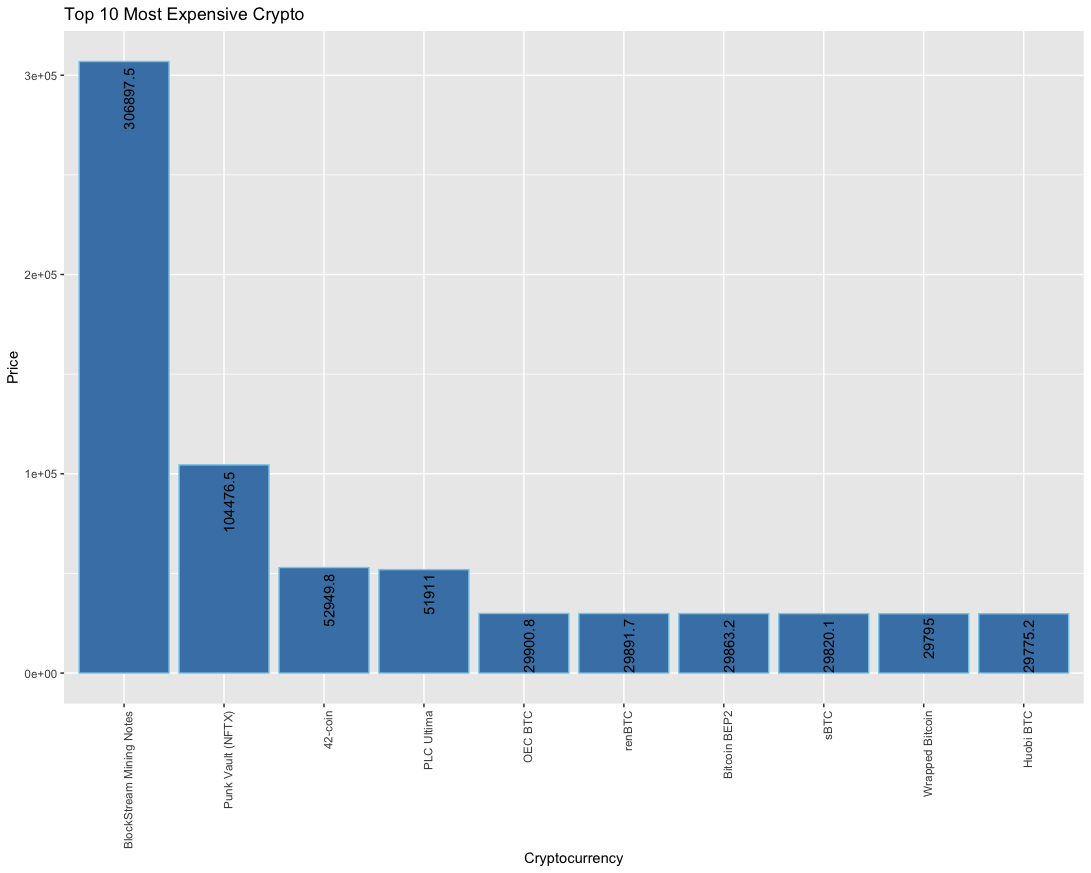 Top 10 Most Expensive Crypto
Price
3e+05
2e+05
1e+05
0e+00
306897.5
104476.5
52949.8
51911
29900.8
29891.7
29863.2
29820.1
29795
29775.2
BlockStream Mining Notes
Punk Vault (NFTX)
42-coin
PLC Ultima
OEC BTC
renBTC
Bitcoin BEP2
sBTC
Wrapped Bitcoin
Huobi BTC
Cryptocurrency